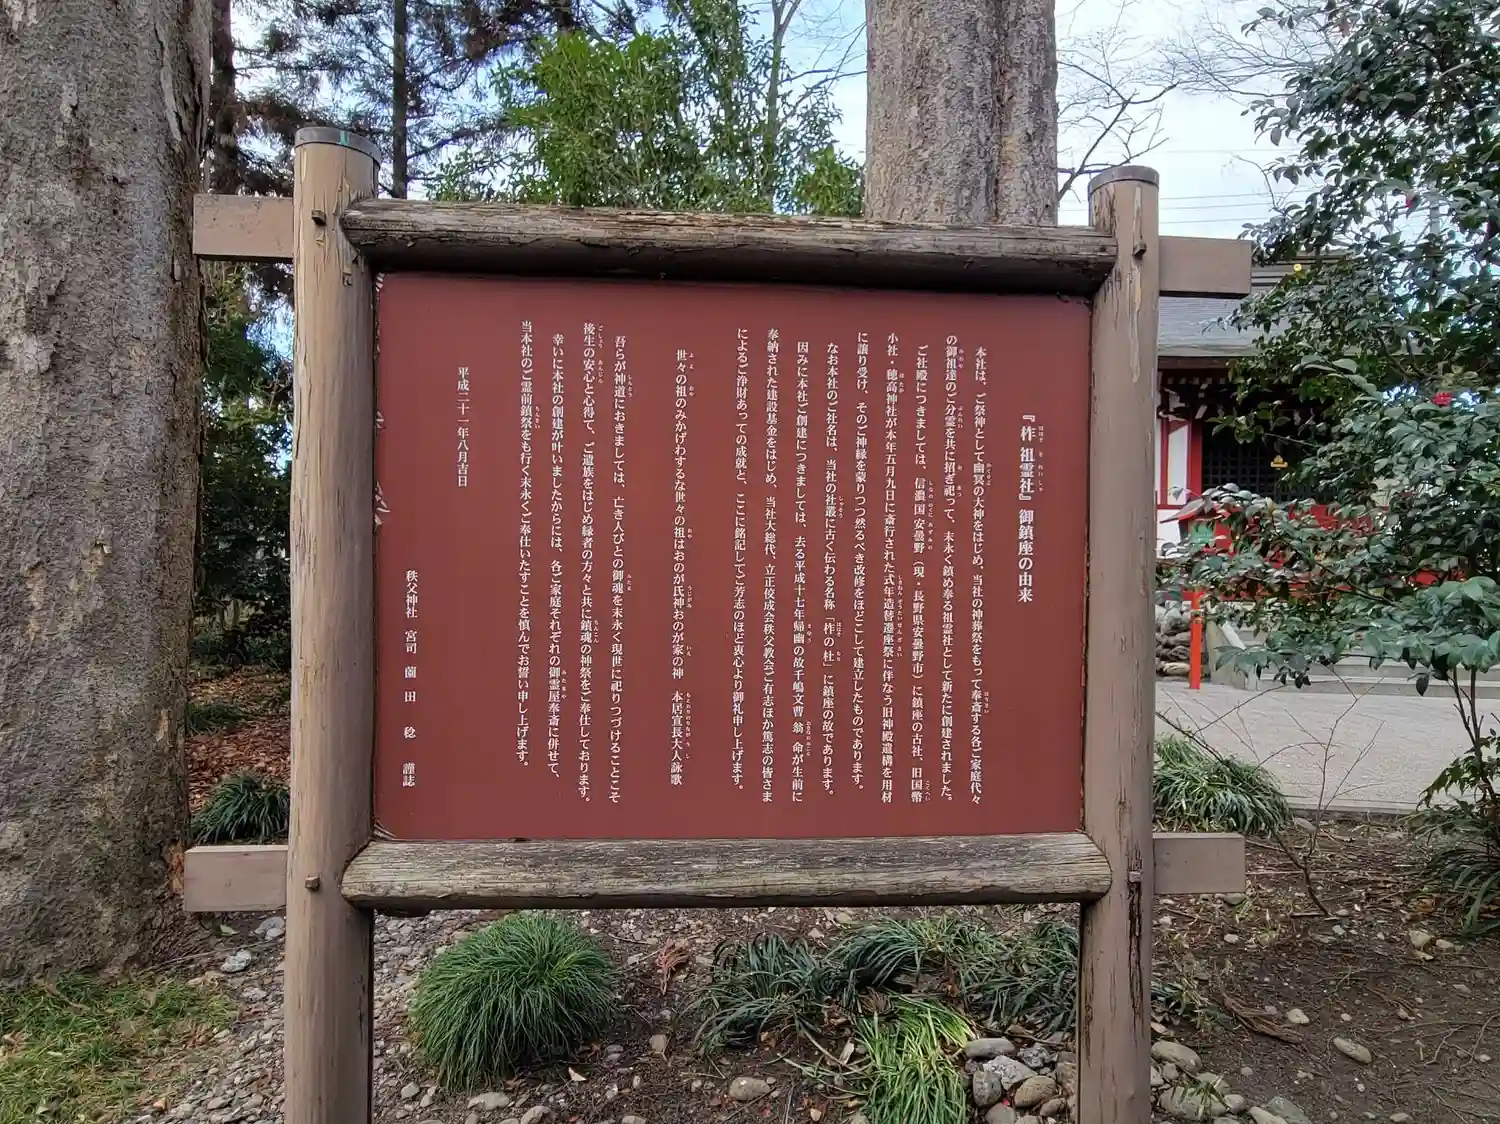 『柞祖霊社』御鎮座の由来
本社は、ご祭神として幽冥の大神をはじめ、当社の神葬祭をもって奉斎する各ご家庭代々
の御祖達のご分霊を共に招ぎ祀って、末永く鎮め奉る祖霊社として新たに創建されました。
ご社殿につきましては、信濃国安曇野（現・長野県安曇野市）に鎮座の古社、旧国幣
小社・穂高神社が本年五月九日に斎行された式年造替遷座祭に伴なう旧神殿遺構を用材
に譲り受け、そのご神縁を蒙りつつ然るべき改修をほどこして建立したものであります。
なお本社のご社名は、当社の社叢に古く伝わる名称「柞の杜」に鎮座の故であります。
因みに本社ご創建につきましては、去る平成十七年帰幽の故千嶋文曹翁命が生前に
奉納された建設基金をはじめ、当社大総代、立正佼成会秩父教会ご有志ほか篤志の皆さま
によるご浄財あっての成就と、ここに銘記してご芳志のほど衷心より御礼申し上げます。
世々の祖のみかげわするな世々の祖はおのが氏神おのが家の神　本居宣長大人詠歌
吾らが神道におきましては、亡き人びとの御魂を末永く現世に祀りつづけることこそ
後生の安心と心得て、ご遺族をはじめ縁者の方々と共に鎮魂の神祭をご奉仕しております。
幸いに本社の創建が叶いましたからには、各ご家庭それぞれの御霊屋奉斎に併せて、
当本社のご霊前鎮祭をも行く末永くご奉仕いたすことを慎んでお誓い申し上げます。
平成二十一年八月吉日
秩父神社　宮司　薗田　稔　謹誌